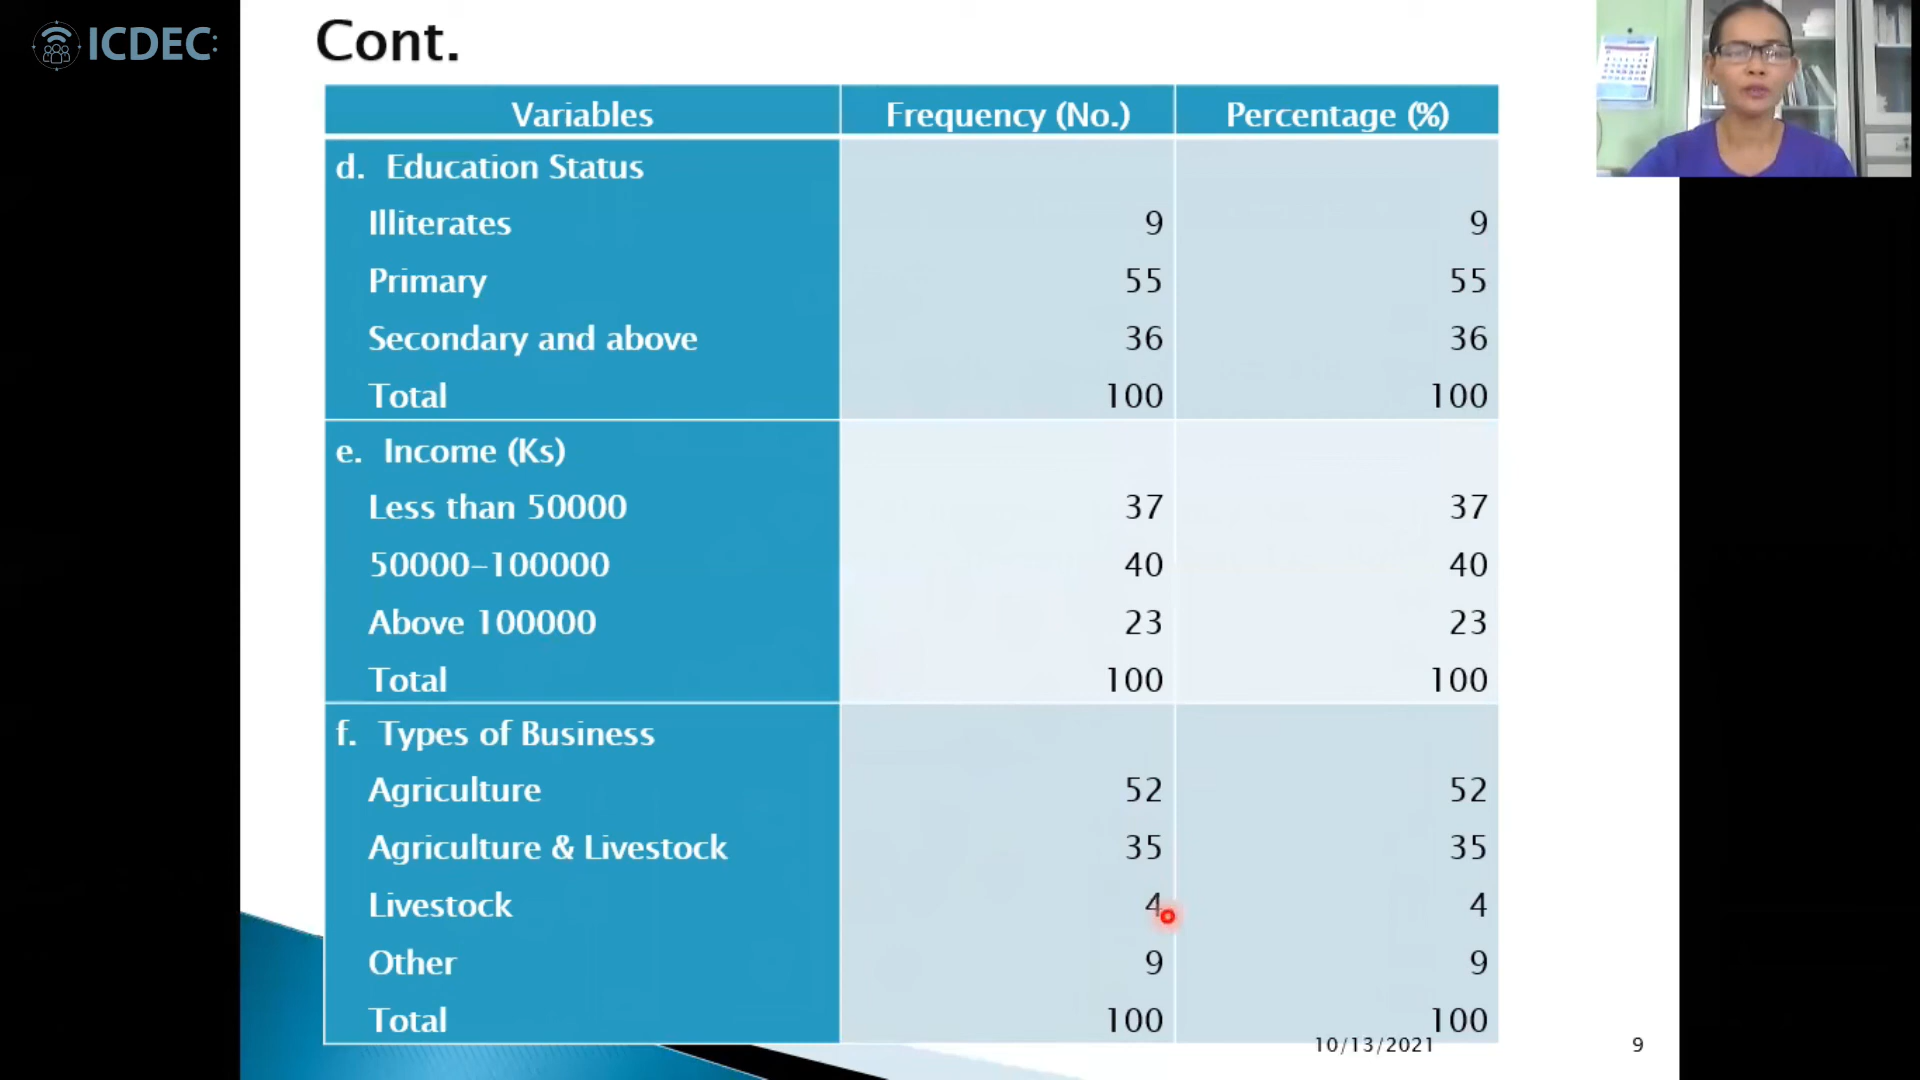 ICDEC:
Cont.
Variables Frequency (No.) Percentage (%)
d. Education Status
Illiterates 9 9
Primary 55 55
Secondary and above 36 36
Total 100 100
e. Income (Ks)
Less than 50000 37 37
50000-100000 40 40
Above 100000 23 23
Total 100 100
f. Types of Business
Agriculture 52 52
Agriculture & Livestock 35 35
Livestock 4 4
Other 9 9
Total 100 100
10/13/2021 9